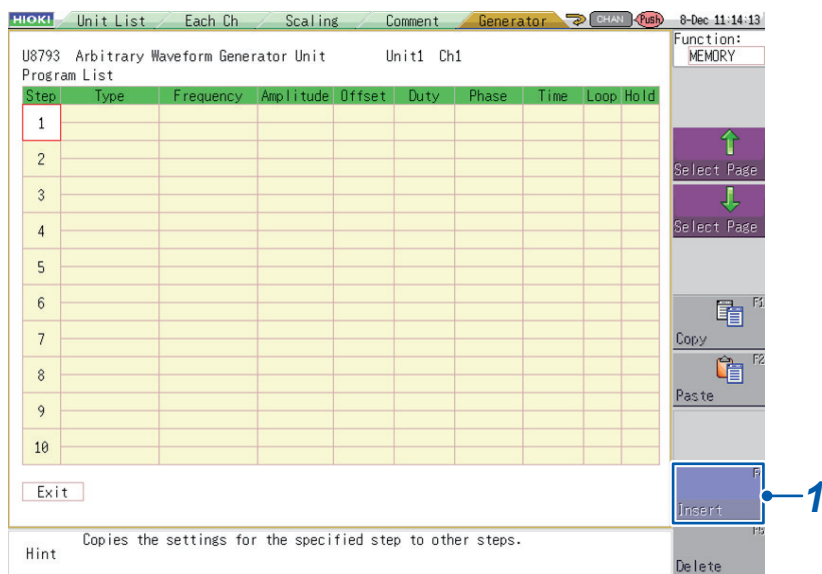 HIOKI Unit List Each Ch Scaling Comment Generator CHAN Push 8-Dec 11:14:13
Function:
MEMORY
U8793 Arbitrary Waveform Generator Unit Unit1 Ch1
Program List
Step Type Frequency Amplitude Offset Duty Phase Time Loop Hold
1
2
3
4
5
6
7
8
9
10
Exit
Select Page
Select Page
F1
Copy
F2
Paste
Insert
1
Delete
Hint Copies the settings for the specified step to other steps.